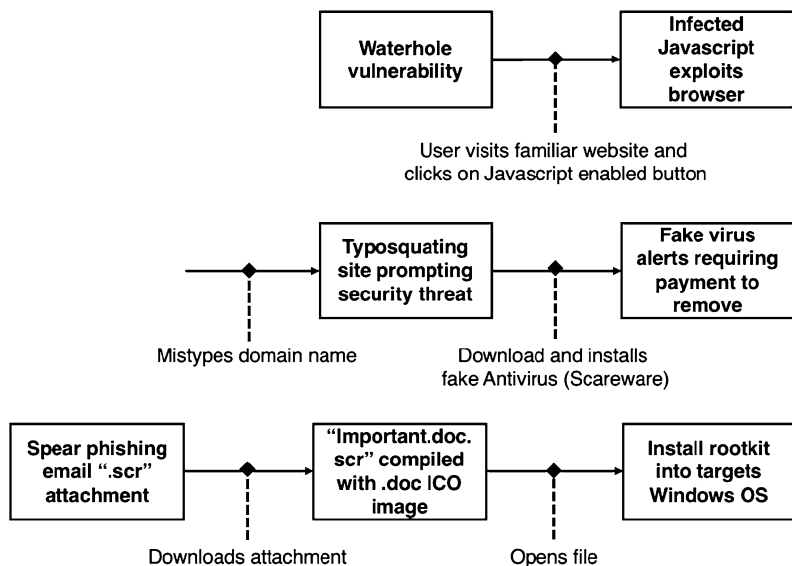 Waterhole
vulnerability
Infected
Javascript
exploits
browser
User visits familiar website and
clicks on Javascript enabled button
Typosquating
site prompting
security threat
Fake virus
alerts requiring
payment to
remove
Mistypes domain name
Download and installs
fake Antivirus (Scareware)
Spear phishing
email “.scr”
attachment
“Important.doc.
scr” compiled
with .doc ICO
image
Install rootkit
into targets
Windows OS
Downloads attachment
Opens file